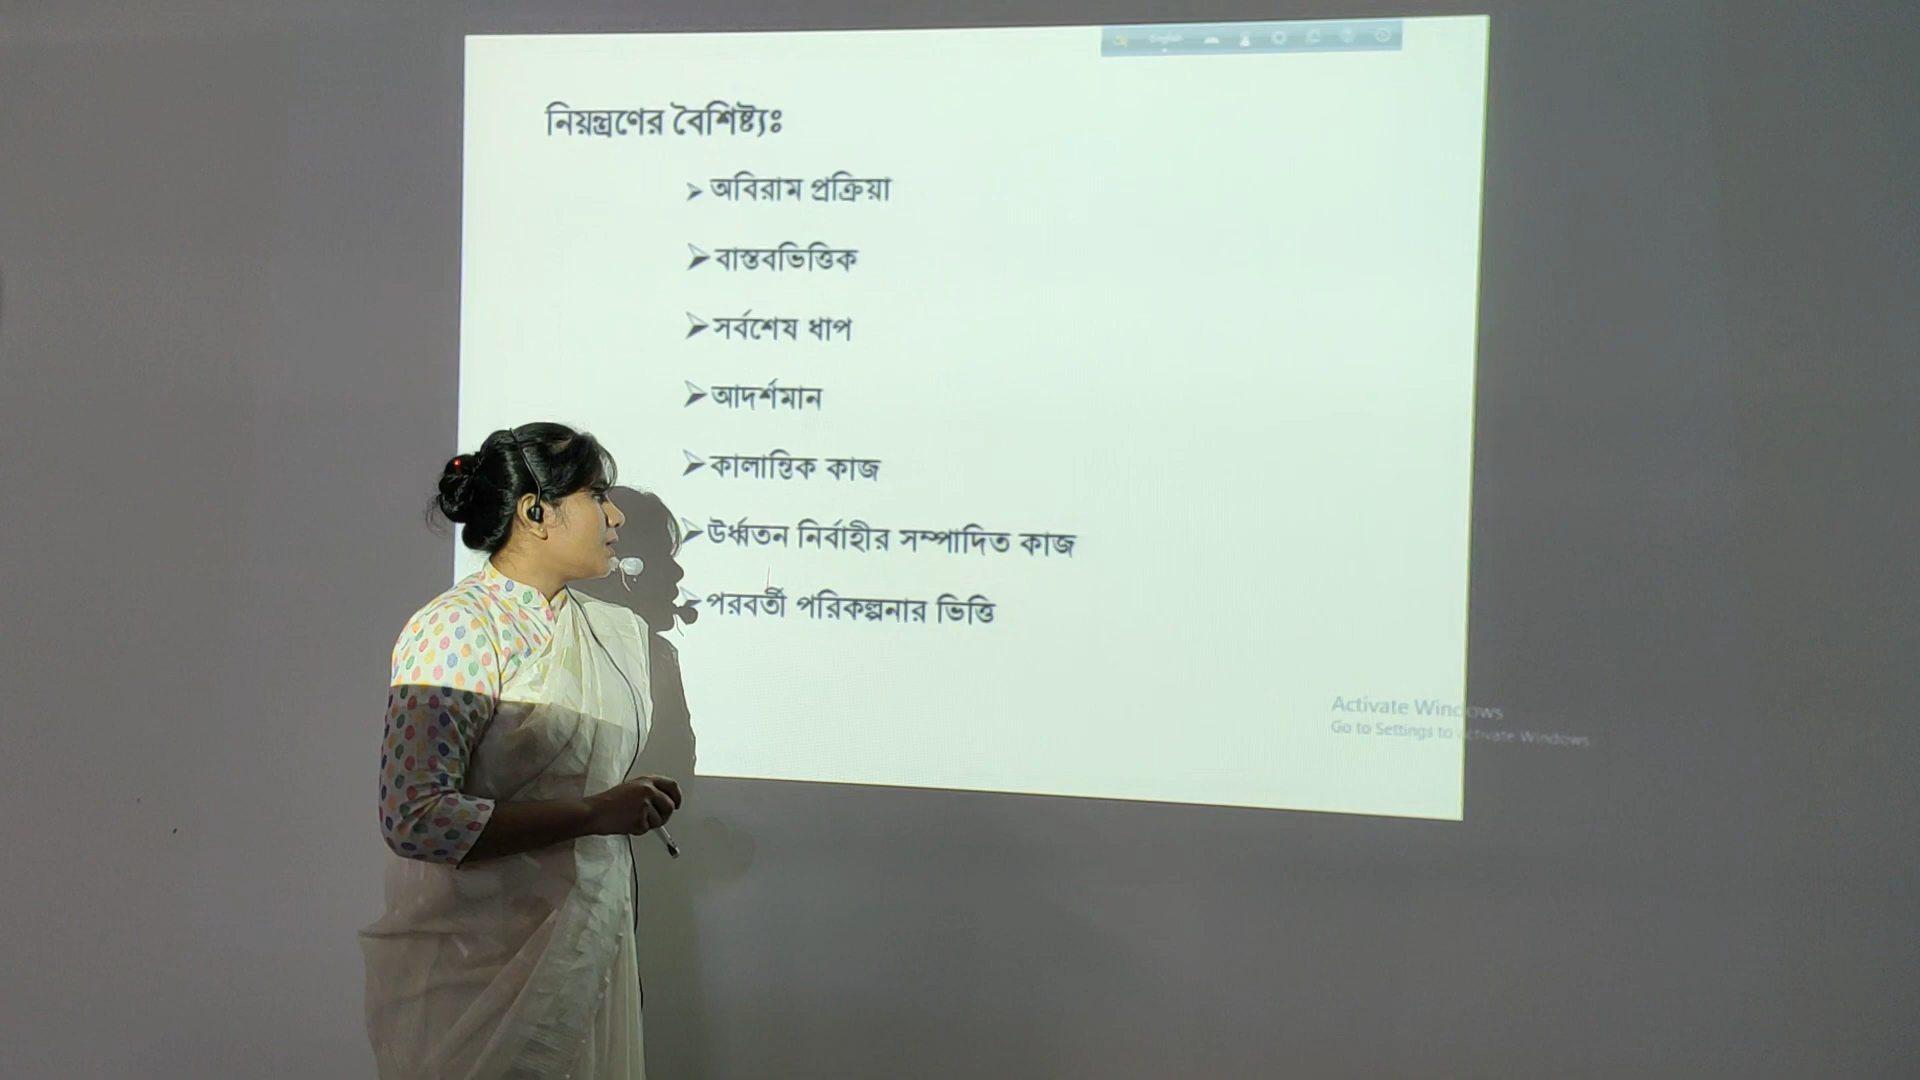 নিয়ন্ত্রণের বৈশিষ্ট্যঃ
➢ অবিরাম প্রক্রিয়া
➢ বাস্তবভিত্তিক
➢ সর্বশেষ ধাপ
➢ আদর্শমান
➢ কালান্তিক কাজ
➢ উর্ধ্বতন নির্বাহীর সম্পাদিত কাজ
➢ পরবর্তী পরিকল্পনার ভিত্তি
Activate Windows
Go to Settings to activate Windows.